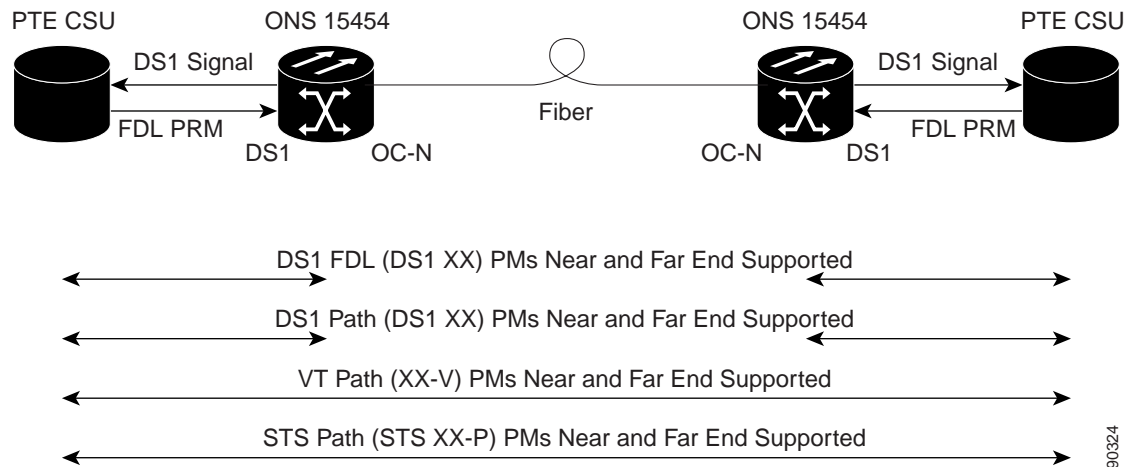 PTE CSU
ONS 15454
ONS 15454
PTE CSU
DS1 Signal
DS1 Signal
Fiber
FDL PRM
FDL PRM
DS1
OC-N
OC-N
DS1
DS1 FDL (DS1 XX) PMs Near and Far End Supported
DS1 Path (DS1 XX) PMs Near and Far End Supported
VT Path (XX-V) PMs Near and Far End Supported
STS Path (STS XX-P) PMs Near and Far End Supported
90324